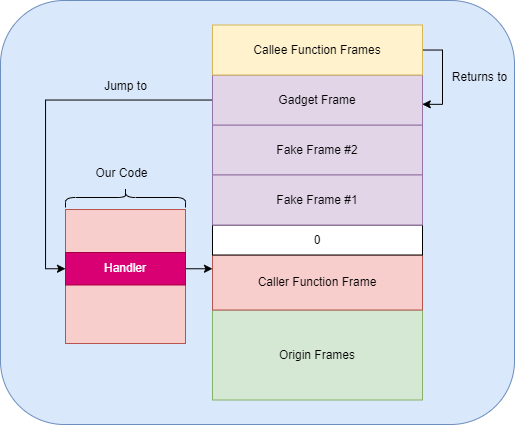 Callee Function Frames
Returns to
Jump to
Gadget Frame
Fake Frame #2
Our Code
Fake Frame #1
0
Handler
Caller Function Frame
Origin Frames